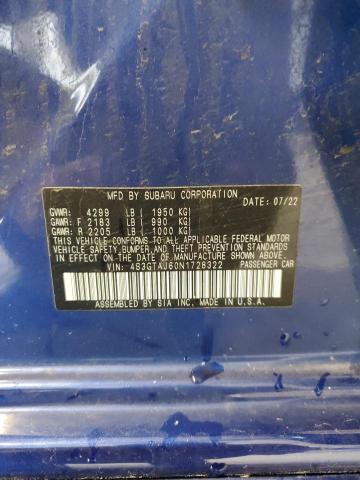 MFD BY SUBARU CORPORATION
DATE: 07/22
GVWR: 4299 LB [ 1950 KG]
GAWR: F 2183 LB [ 990 KG]
GAWR: R 2205 LB [ 1000 KG]
THIS VEHICLE CONFORMS TO ALL APPLICABLE FEDERAL MOTOR
VEHICLE SAFETY,BUMPER,AND THEFT PREVENTION STANDARDS
IN EFFECT ON THE DATE OF MANUFACTURE SHOWN ABOVE.
VIN: 4S3GTAU60N1728322 PASSENGER CAR
ASSEMBLED BY SIA INC. MADE IN U.S.A.